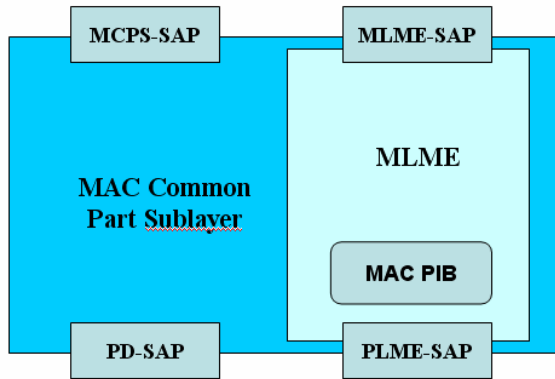 MCPS-SAP
MLME-SAP
MLME
MAC Common
Part Sublayer
MAC PIB
PD-SAP
PLME-SAP